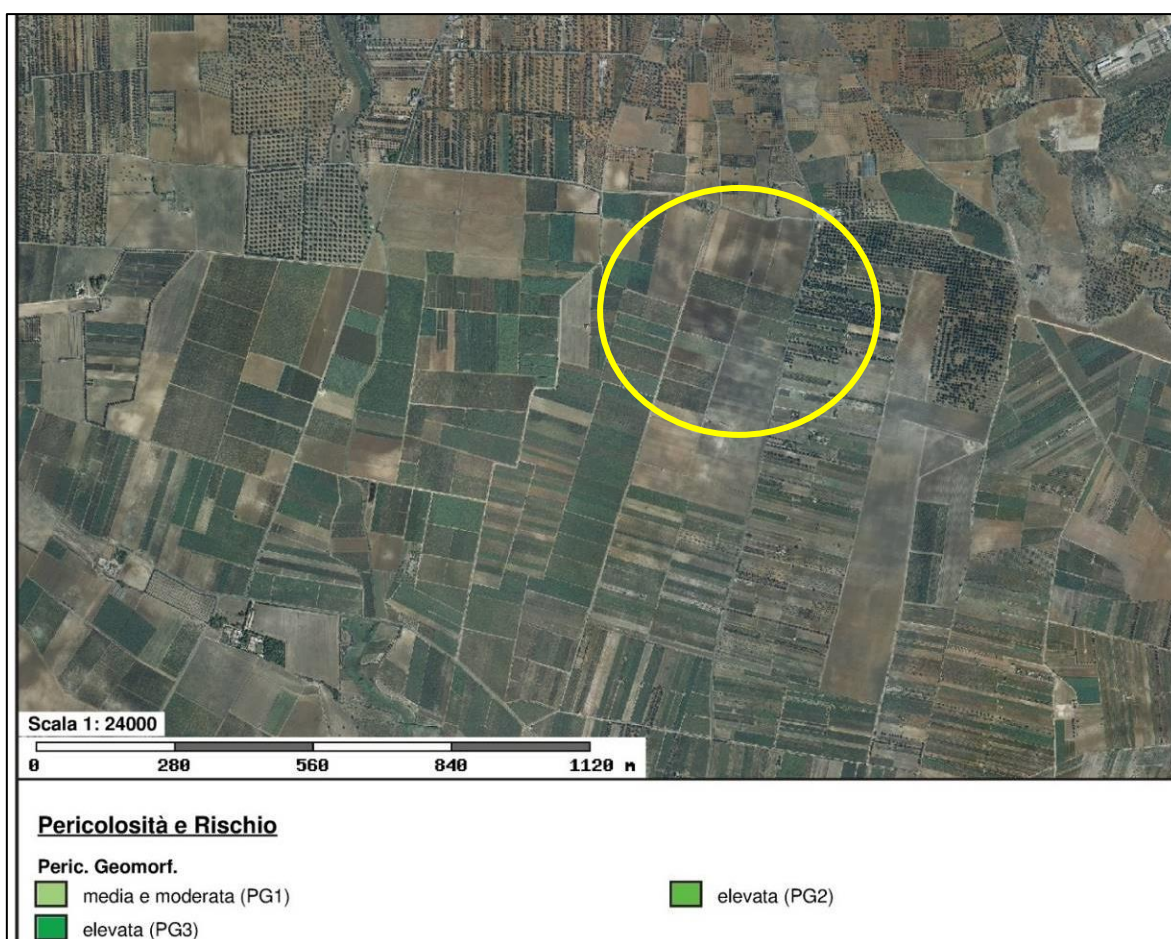 Scala 1: 24000
0 280 560 840 1120 m
Pericolosità e Rischio
Peric. Geomorf.
media e moderata (PG1) elevata (PG2)
elevata (PG3)